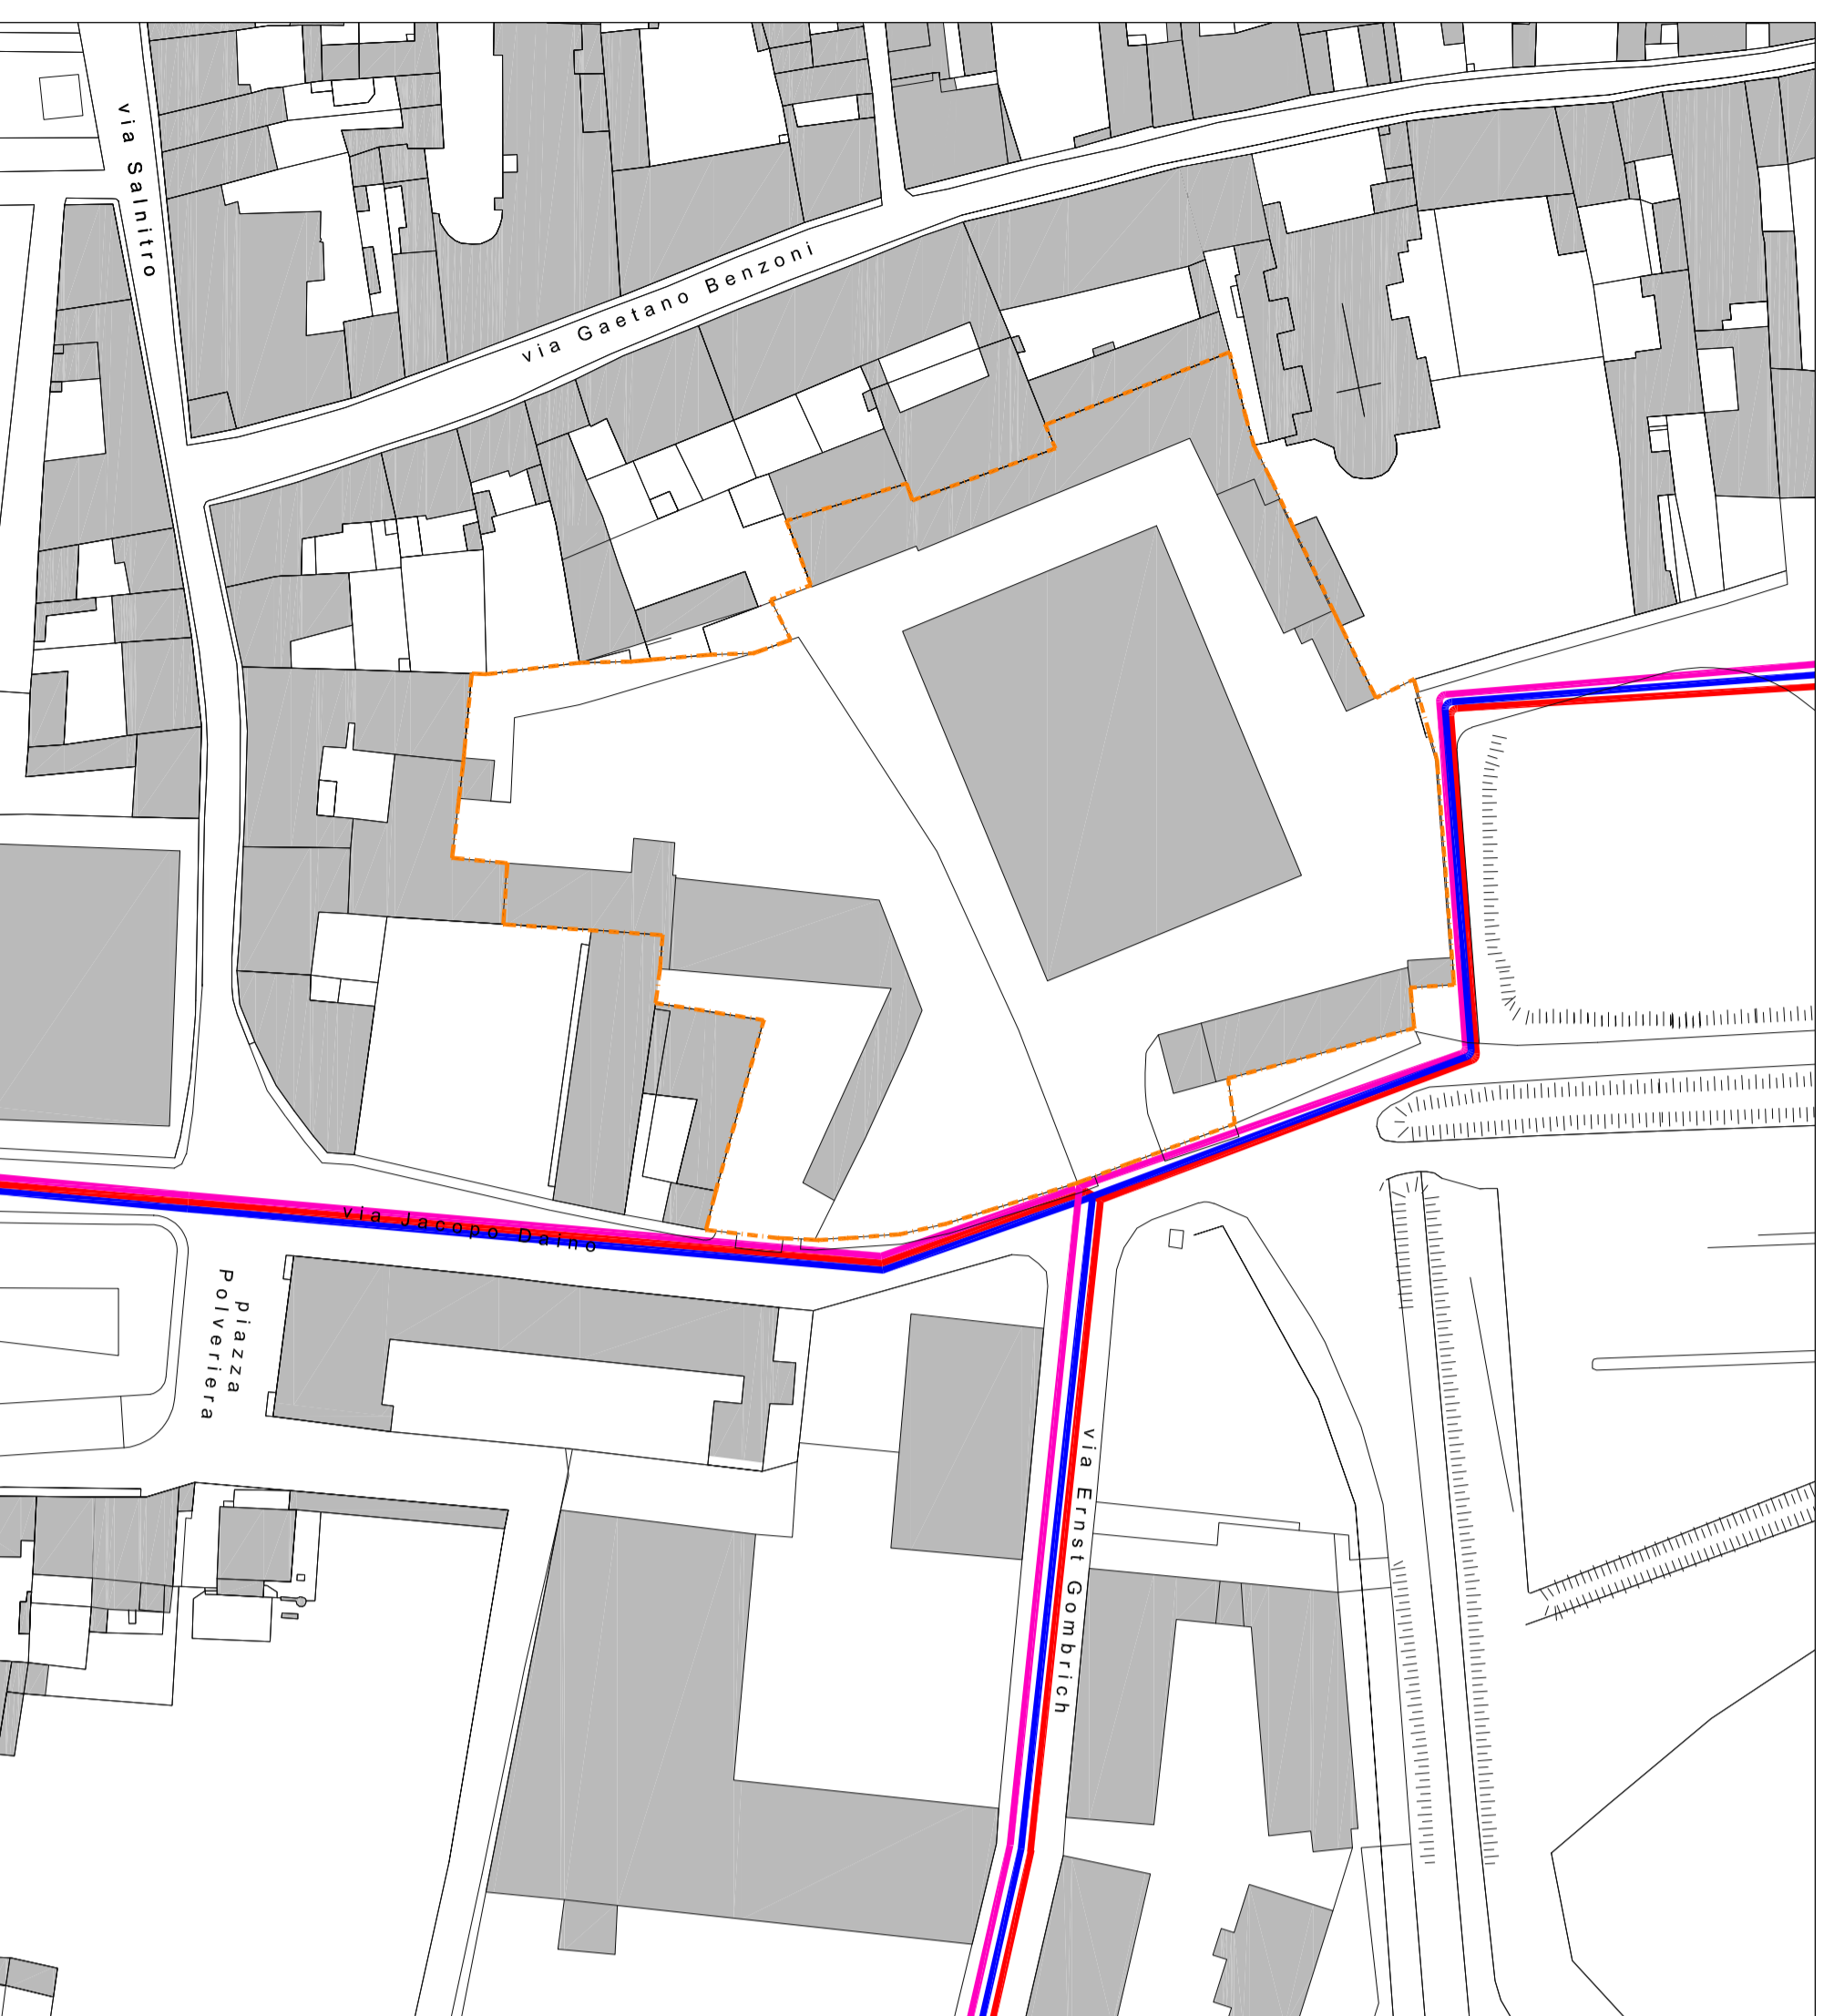 via Salnitro
via Gaetano Benzoni
via Jacopo Daino
piazza
Polveriera
via Ernst Gombrich